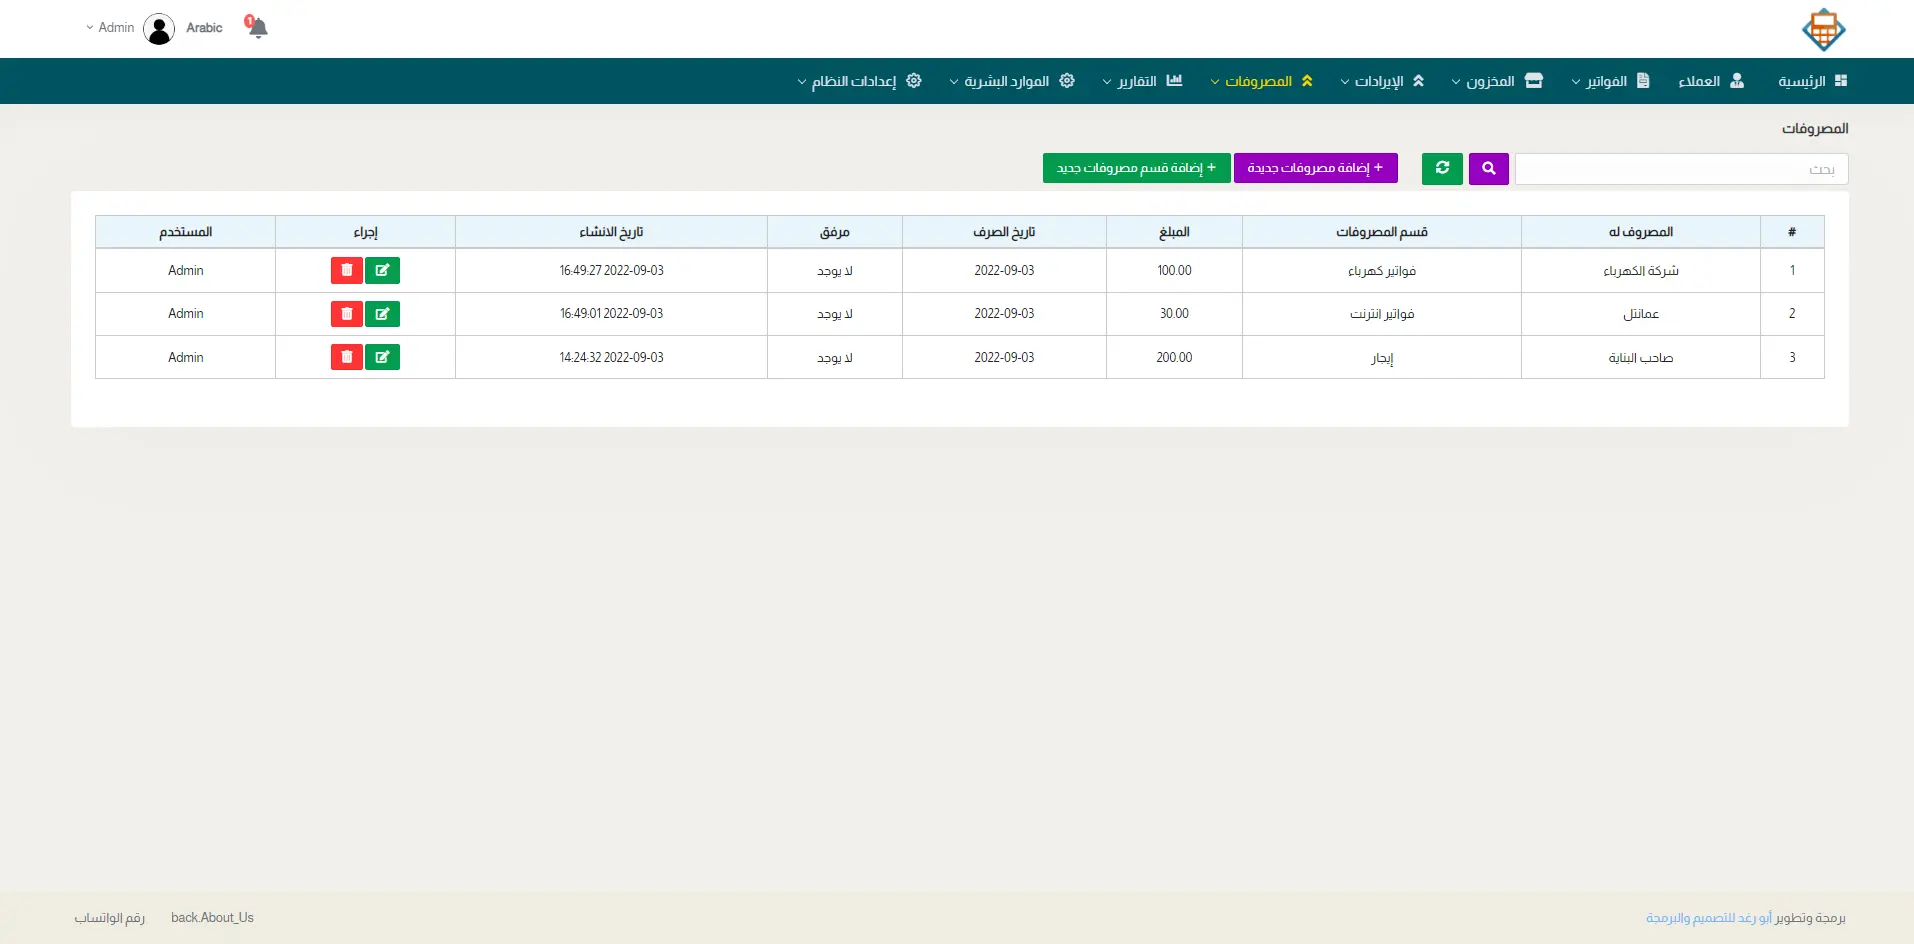 Arabic Admin
1
الرئيسية العملاء الفواتير المخزون الإيرادات المصروفات التقارير الموارد البشرية إعدادات النظام
المصروفات
بحث + إضافة مصروفات جديدة + إضافة قسم مصروفات جديد
# المصروف له قسم المصروفات المبلغ تاريخ الصرف مرفق تاريخ الانشاء إجراء المستخدم
1 شركة الكهرباء فواتير كهرباء 100.00 2022-09-03 لا يوجد 2022-09-03 16:49:27 Admin
2 عمانتل فواتير انترنت 30.00 2022-09-03 لا يوجد 2022-09-03 16:49:01 Admin
3 صاحب البناية إيجار 200.00 2022-09-03 لا يوجد 2022-09-03 14:24:32 Admin
برمجة وتطوير أبو رغد للتصميم والبرمجة back.About_Us رقم الواتساب